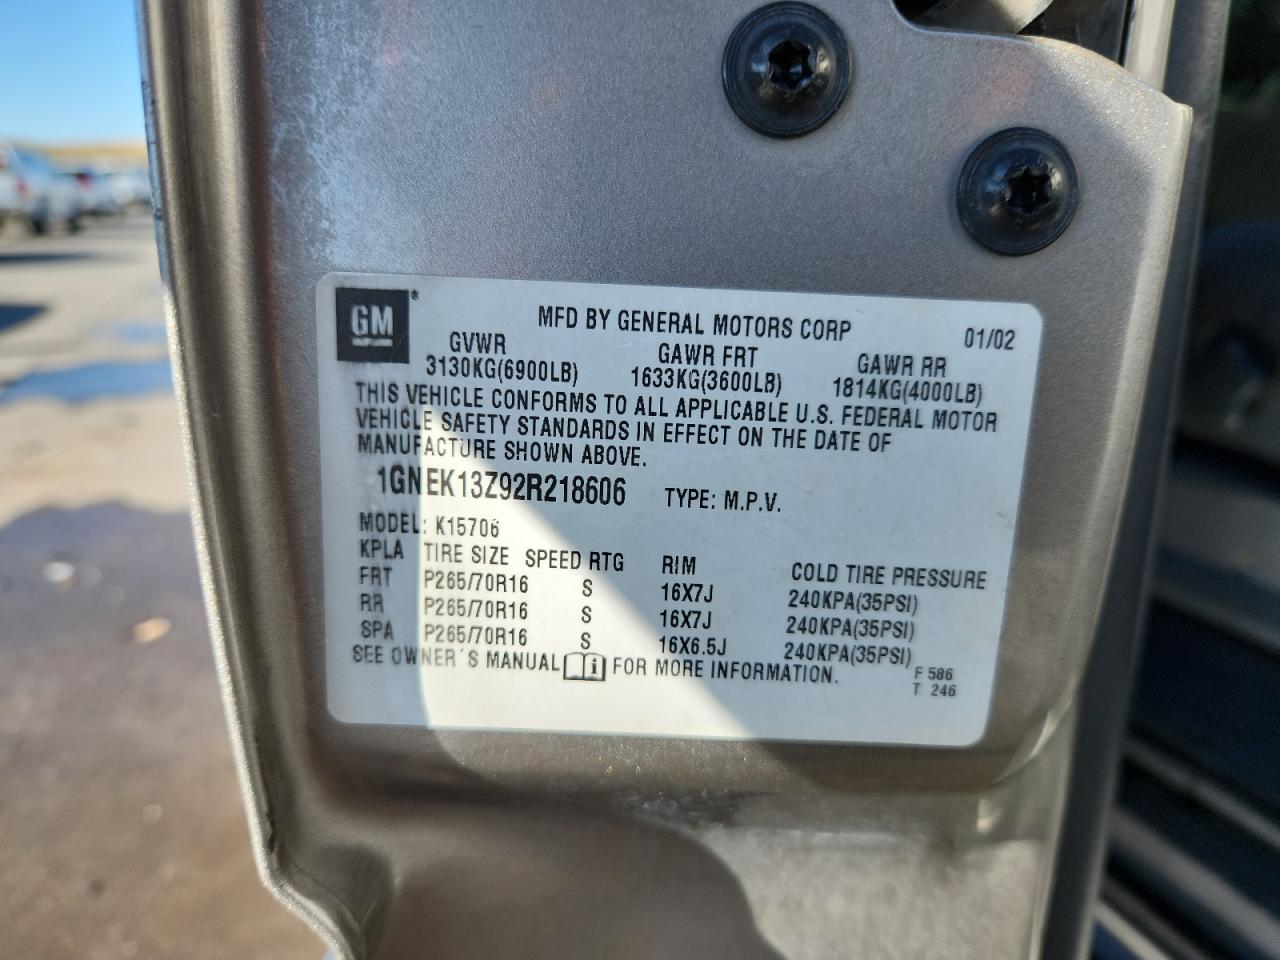 GM ®
MFD BY GENERAL MOTORS CORP 01/02
GVWR GAWR FRT GAWR RR
3130KG(6900LB) 1633KG(3600LB) 1814KG(4000LB)
THIS VEHICLE CONFORMS TO ALL APPLICABLE U.S. FEDERAL MOTOR
VEHICLE SAFETY STANDARDS IN EFFECT ON THE DATE OF
MANUFACTURE SHOWN ABOVE.
1GNEK13Z92R218606 TYPE: M.P.V.
MODEL: K15706
KPLA TIRE SIZE SPEED RTG RIM COLD TIRE PRESSURE
FRT P265/70R16 S 16X7J 240KPA(35PSI)
RR P265/70R16 S 16X7J 240KPA(35PSI)
SPA P265/70R16 S 16X6.5J 240KPA(35PSI)
SEE OWNER'S MANUAL FOR MORE INFORMATION.
F 586
T 246